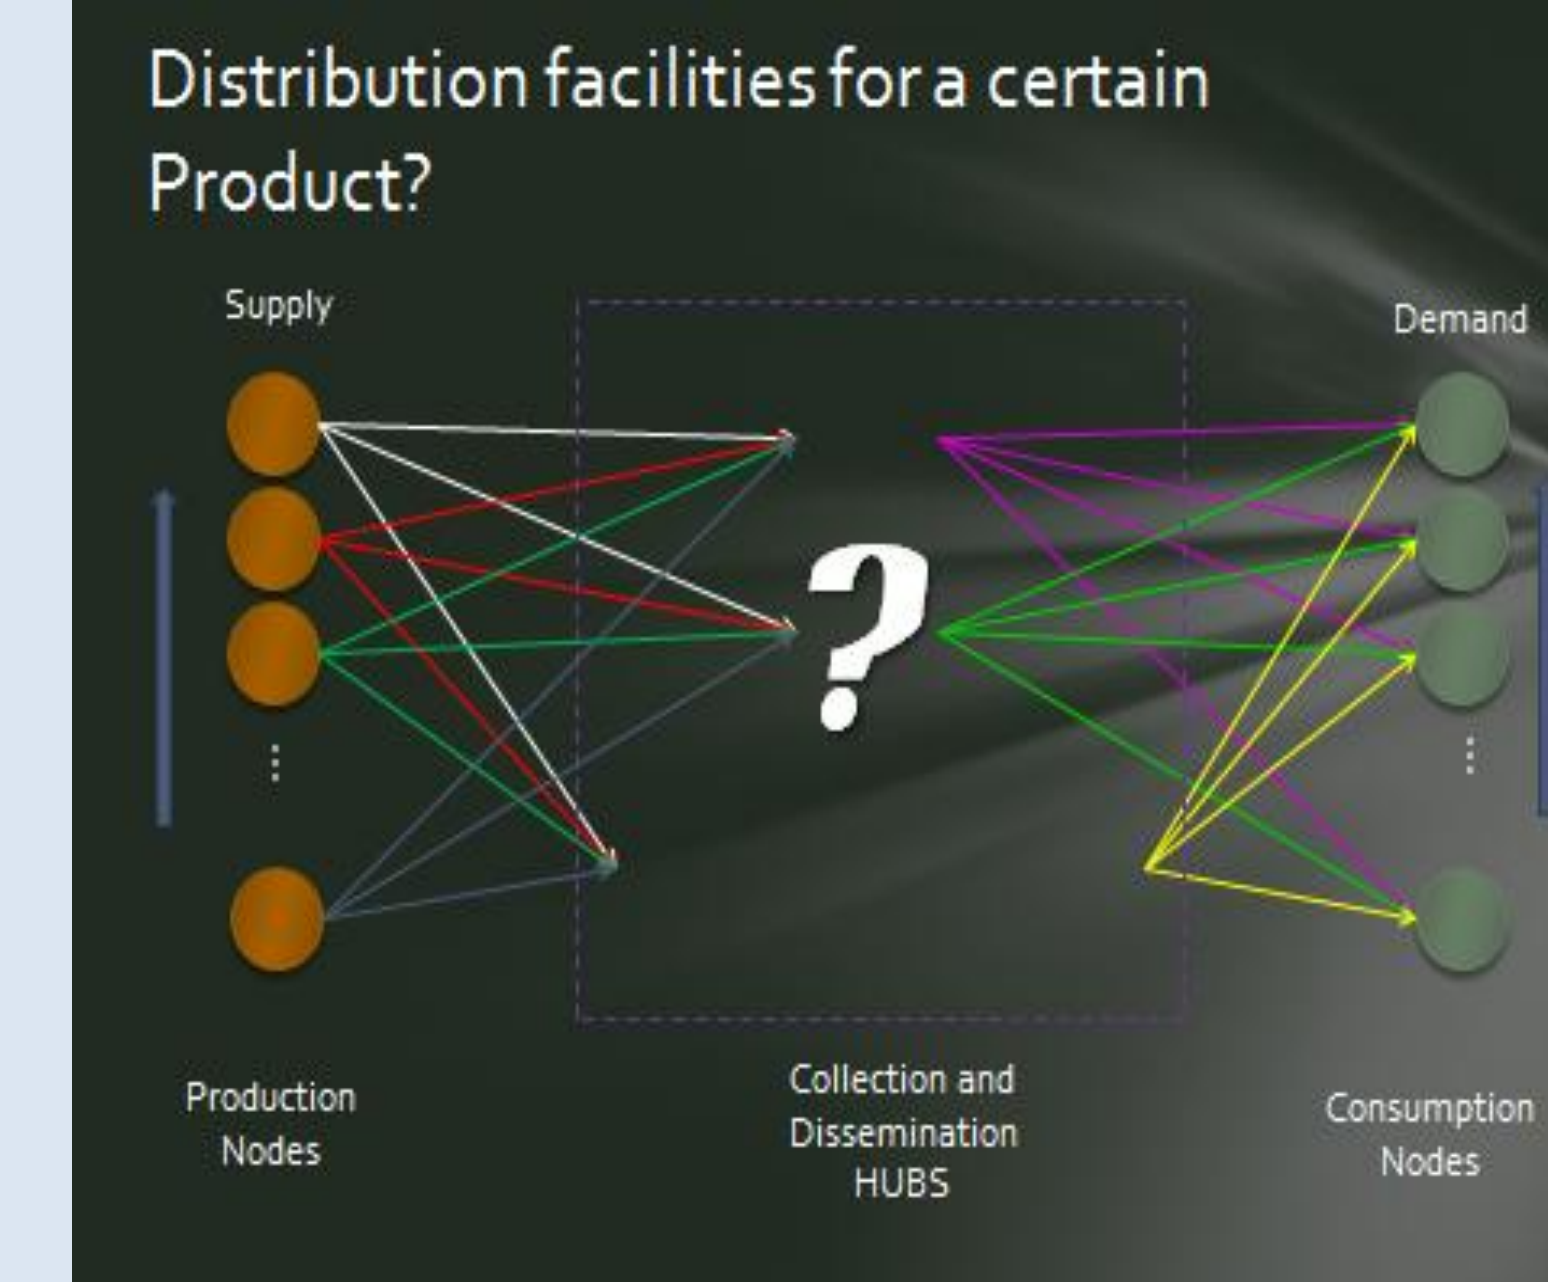 Distribution facilities for a certain
Product?
Supply
Demand
?
Production
Nodes
Collection and
Dissemination
HUBS
Consumption
Nodes